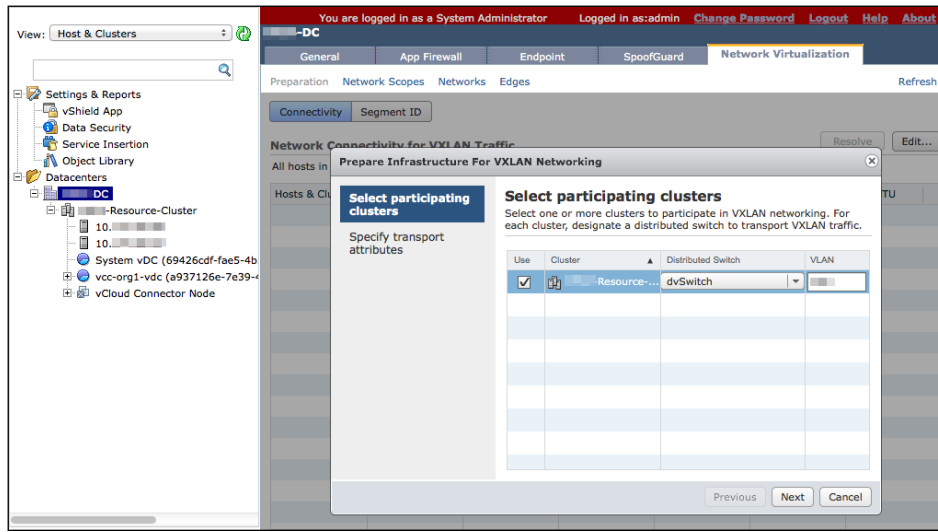 You are logged in as a System Administrator Logged in as:admin Change Password Logout Help About
View: Host & Clusters
-DC
General App Firewall Endpoint SpoofGuard Network Virtualization
Preparation Network Scopes Networks Edges Refresh
Settings & Reports
vShield App
Data Security
Service Insertion
Object Library
Datacenters
DC
-Resource-Cluster
10.
10.
System vDC (69426cdf-fae5-4b
vcc-org1-vdc (a937126e-7e39-4
vCloud Connector Node
Connectivity Segment ID
Network Connectivity for VXLAN Traffic
Resolve Edit...
All hosts in
Hosts & Clu
TU
Prepare Infrastructure For VXLAN Networking
Select participating
clusters
Specify transport
attributes
Select participating clusters
Select one or more clusters to participate in VXLAN networking. For
each cluster, designate a distributed switch to transport VXLAN traffic.
Use Cluster Distributed Switch VLAN
Resource-... dvSwitch
Previous Next Cancel